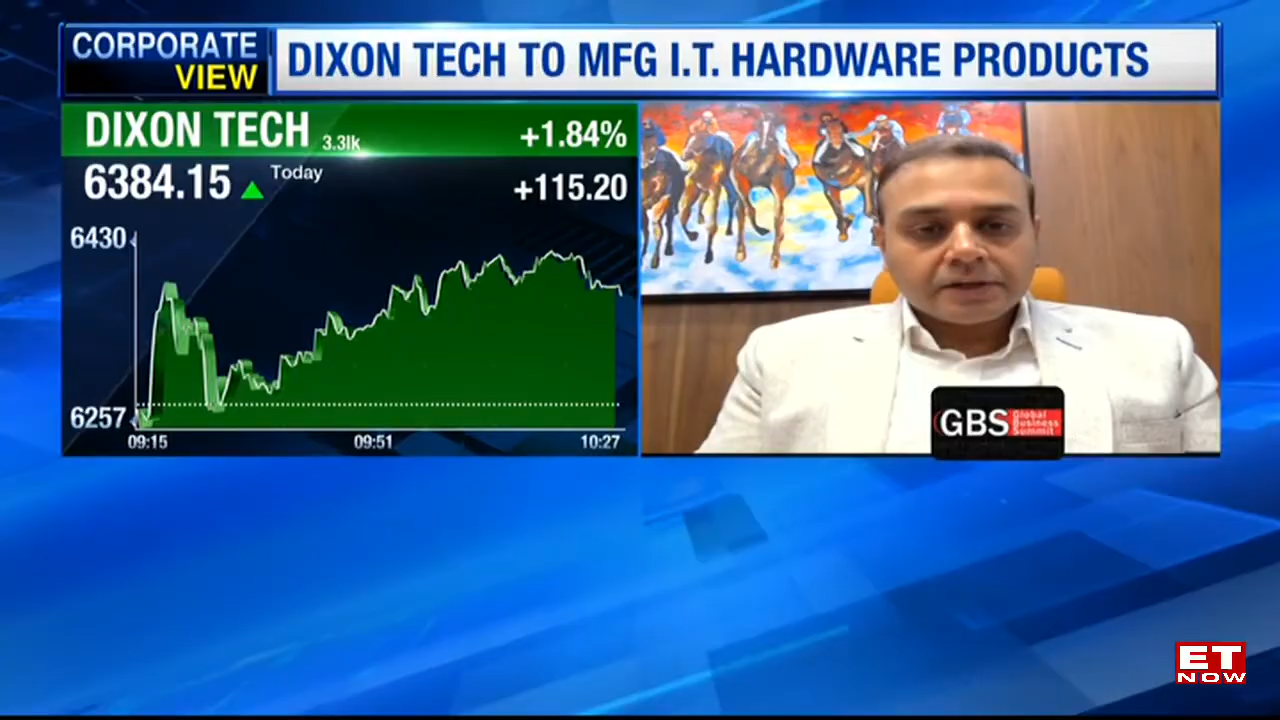 CORPORATE
VIEW
DIXON TECH TO MFG I.T. HARDWARE PRODUCTS
DIXON TECH 3.3lk +1.84%
6384.15 Today +115.20
6430
6257
09:15 09:51 10:27
GBS Global
Business
Summit
ET
NOW